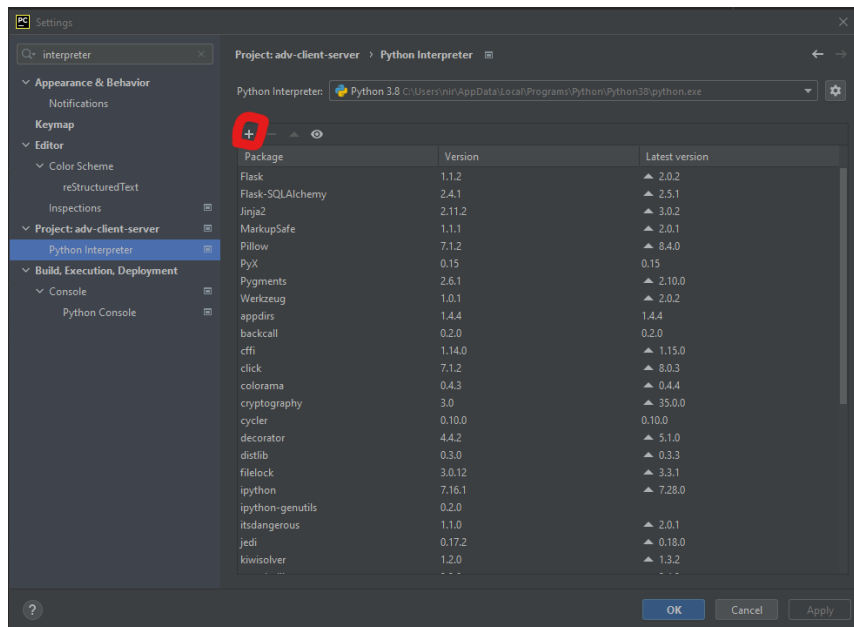 PC Settings
interpreter
Appearance & Behavior
Notifications
Keymap
Editor
Color Scheme
reStructuredText
Inspections
Project: adv-client-server
Python Interpreter
Build, Execution, Deployment
Console
Python Console
Project: adv-client-server › Python Interpreter
Python Interpreter: Python 3.8 C:\Users\nir\AppData\Local\Programs\Python\Python38\python.exe
Package Version Latest version
Flask 1.1.2 2.0.2
Flask-SQLAlchemy 2.4.1 2.5.1
Jinja2 2.11.2 3.0.2
MarkupSafe 1.1.1 2.0.1
Pillow 7.1.2 8.4.0
PyX 0.15 0.15
Pygments 2.6.1 2.10.0
Werkzeug 1.0.1 2.0.2
appdirs 1.4.4 1.4.4
backcall 0.2.0 0.2.0
cffi 1.14.0 1.15.0
click 7.1.2 8.0.3
colorama 0.4.3 0.4.4
cryptography 3.0 35.0.0
cycler 0.10.0 0.10.0
decorator 4.4.2 5.1.0
distlib 0.3.0 0.3.3
filelock 3.0.12 3.3.1
ipython 7.16.1 7.28.0
ipython-genutils 0.2.0
itsdangerous 1.1.0 2.0.1
jedi 0.17.2 0.18.0
kiwisolver 1.2.0 1.3.2
? OK Cancel Apply